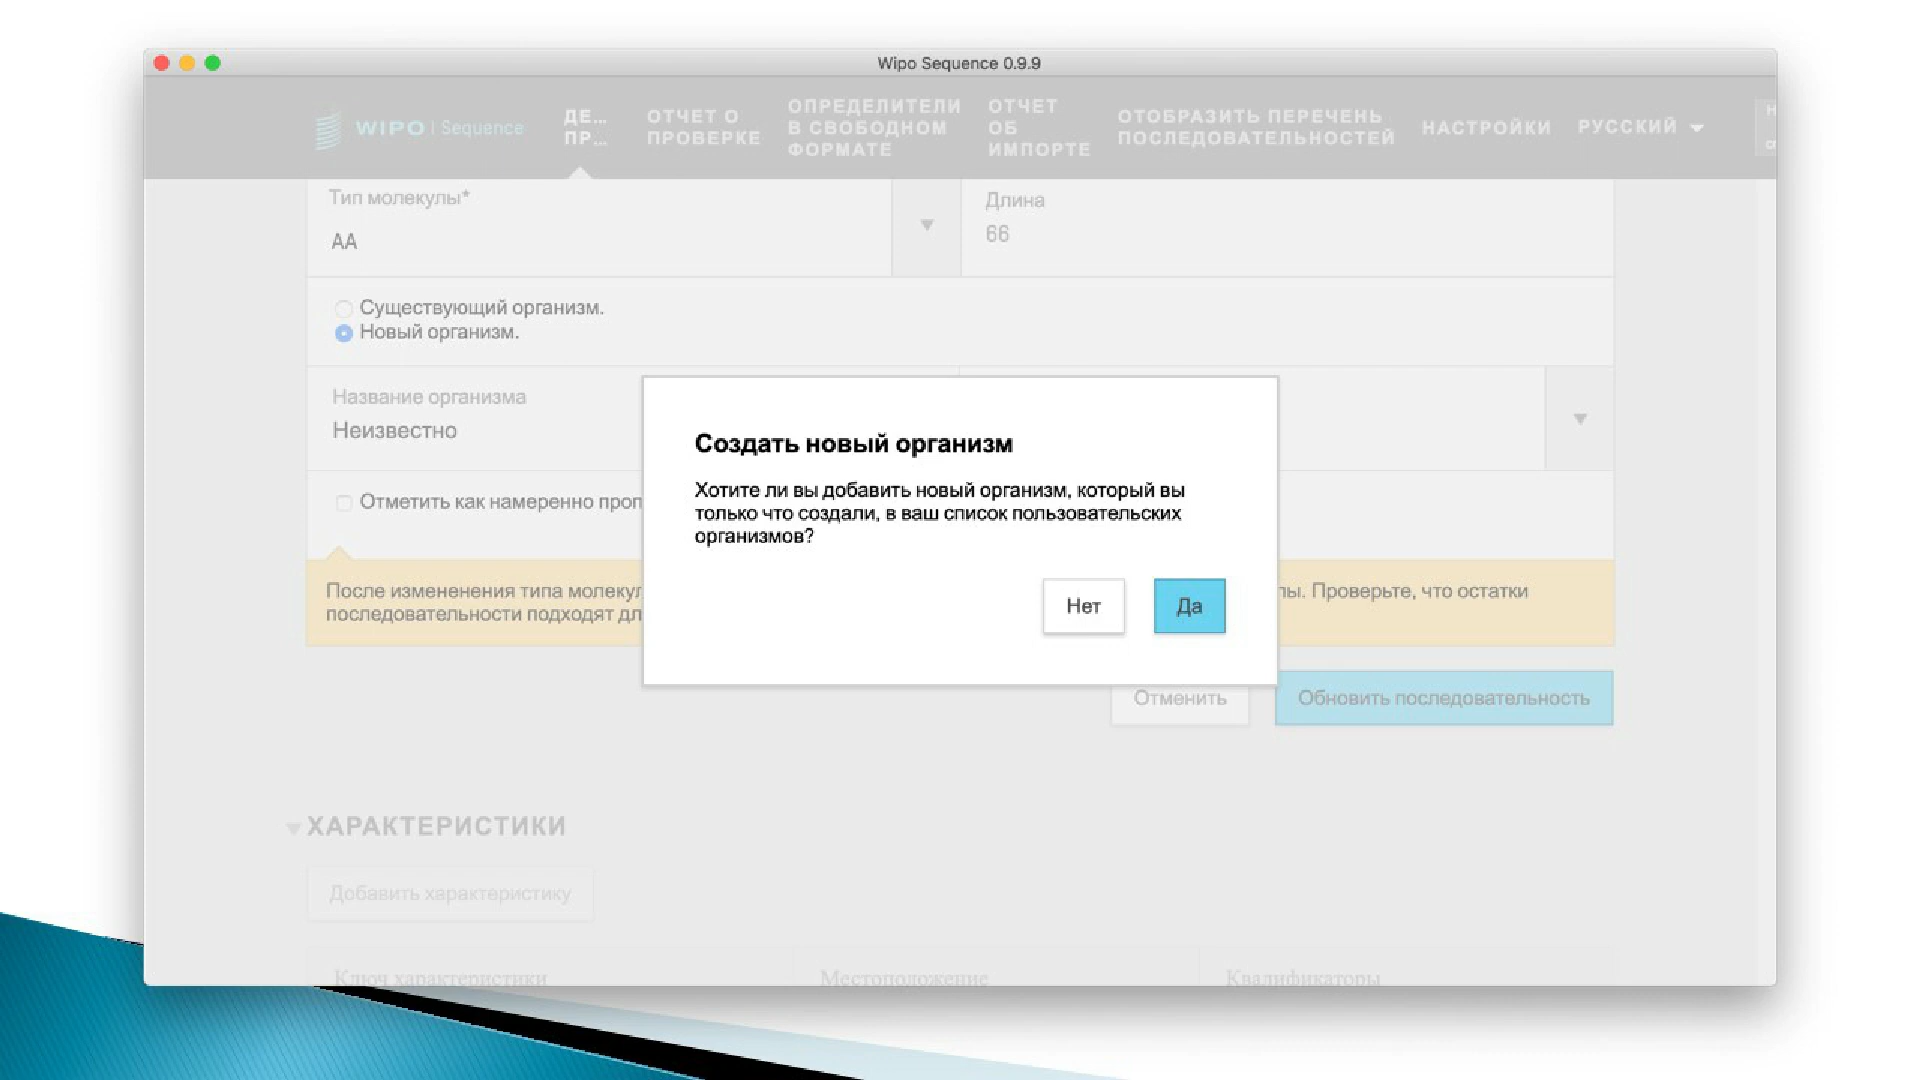 Wipo Sequence 0.9.9
WIPO | Sequence
ДЕ...
ПР...
ОТЧЕТ О
ПРОВЕРКЕ
ОПРЕДЕЛИТЕЛИ
В СВОБОДНОМ
ФОРМАТЕ
ОТЧЕТ
ОБ
ИМПОРТЕ
ОТОБРАЗИТЬ ПЕРЕЧЕНЬ
ПОСЛЕДОВАТЕЛЬНОСТЕЙ
НАСТРОЙКИ
РУССКИЙ
Тип молекулы*
AA
Длина
66
Существующий организм.
Новый организм.
Название организма
Неизвестно
Отметить как намеренно
Создать новый организм
Хотите ли вы добавить новый организм, который вы
только что создали, в ваш список пользовательских
организмов?
Нет
Да
После измененения типа
Проверьте, что остатки
последовательности подходят
Отменить
Обновить последовательность
ХАРАКТЕРИСТИКИ
Добавить характеристику
Ключ характеристики
Местоположение
Квалификаторы